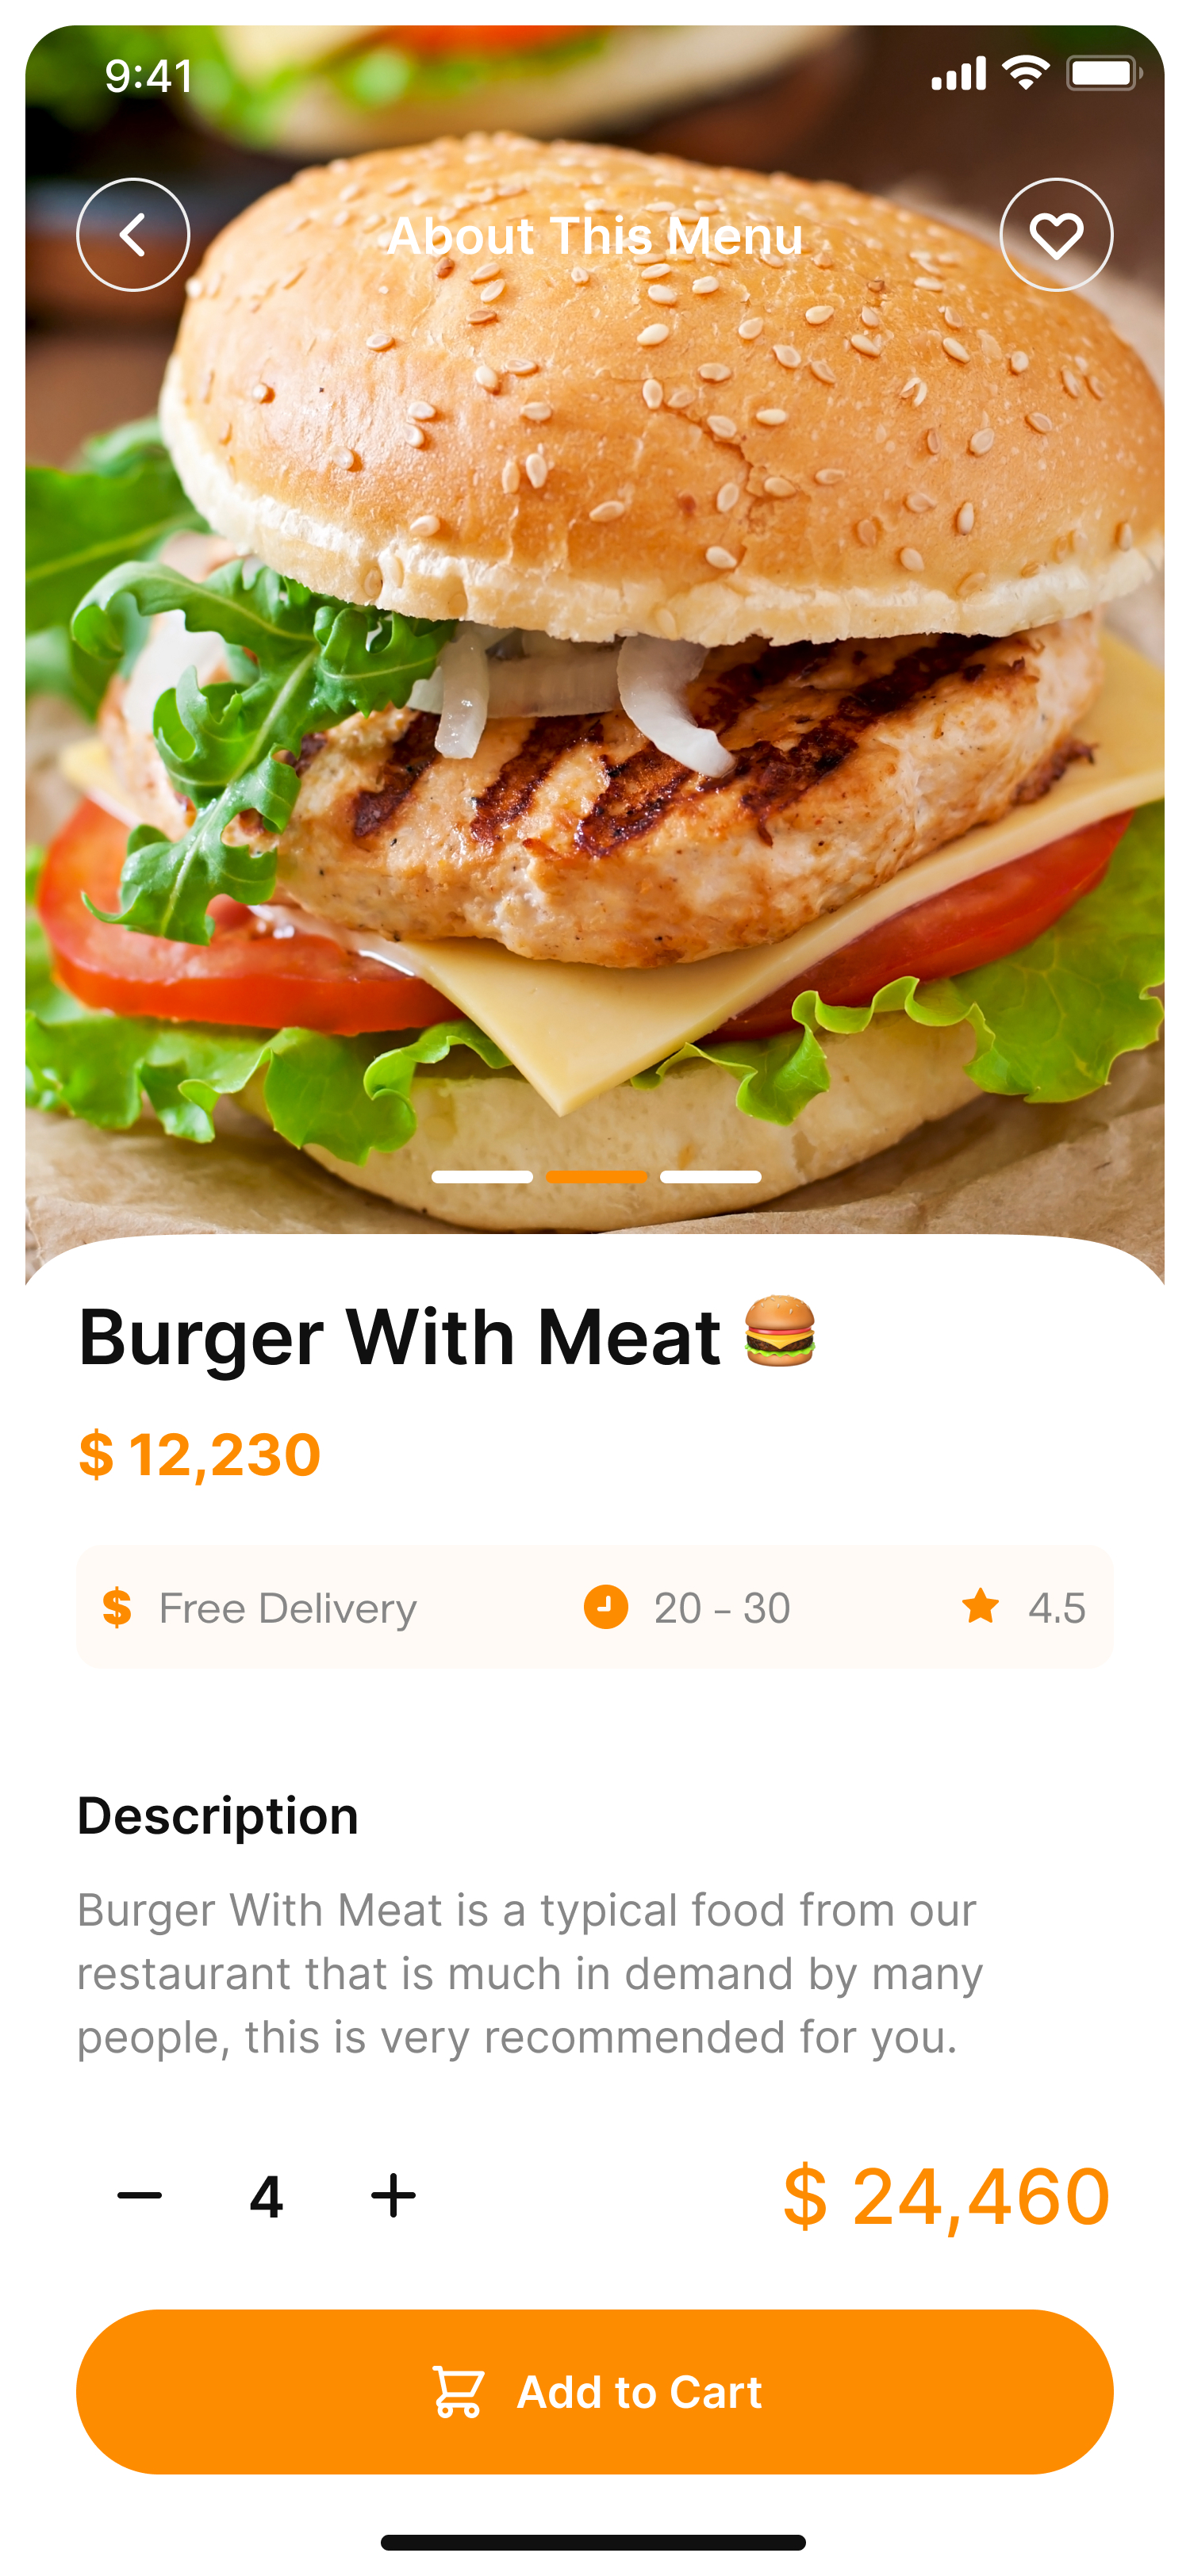 9:41
About This Menu
Burger With Meat 🍔
$ 12,230
$ Free Delivery
20 - 30
4.5
Description
Burger With Meat is a typical food from our
restaurant that is much in demand by many
people, this is very recommended for you.
4
$ 24,460
Add to Cart